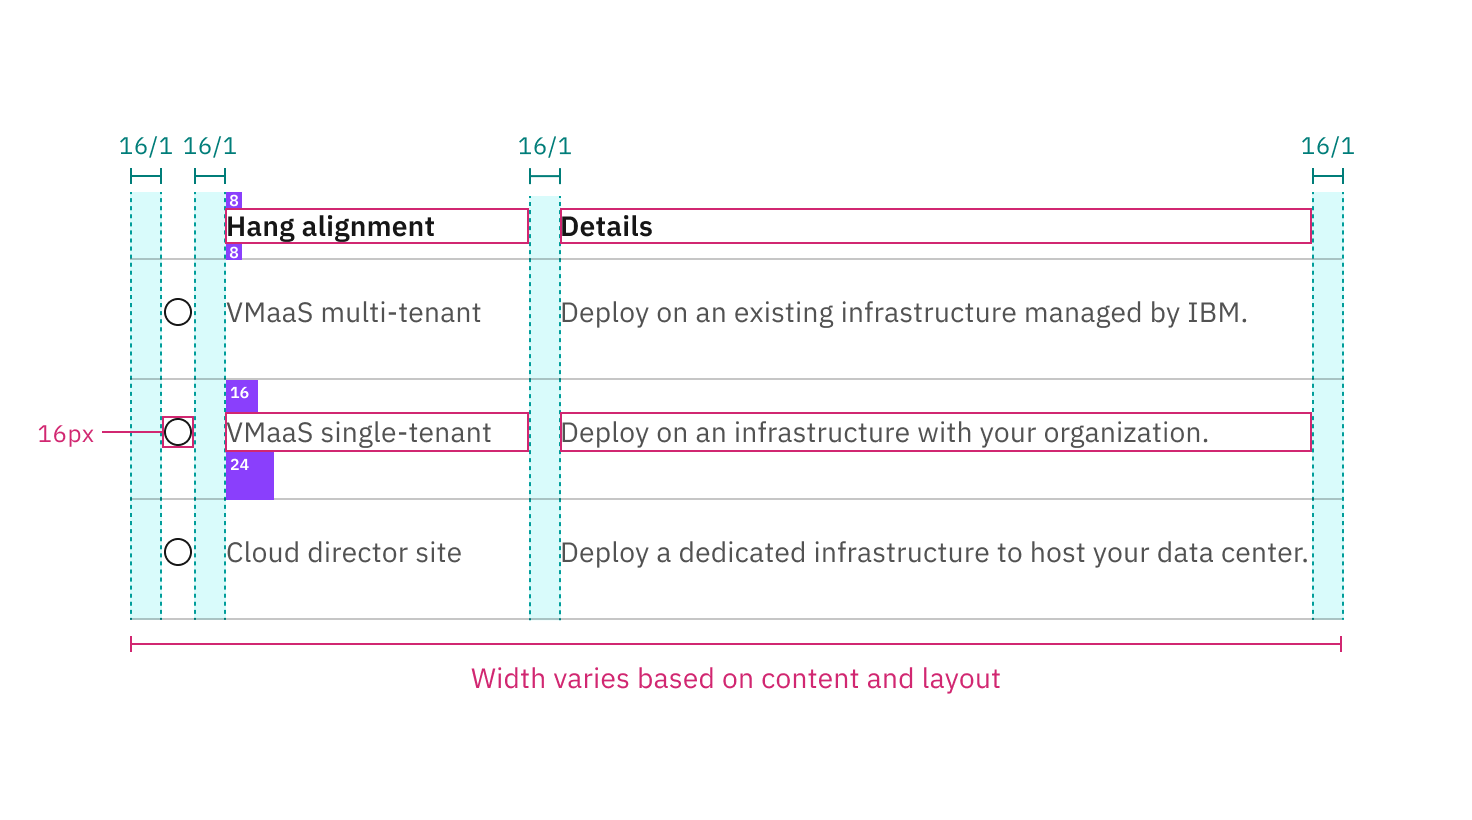 16/1 16/1 16/1 16/1
8
Hang alignment Details
8
VMaaS multi-tenant Deploy on an existing infrastructure managed by IBM.
16
16px VMaaS single-tenant Deploy on an infrastructure with your organization.
24
Cloud director site Deploy a dedicated infrastructure to host your data center.
Width varies based on content and layout